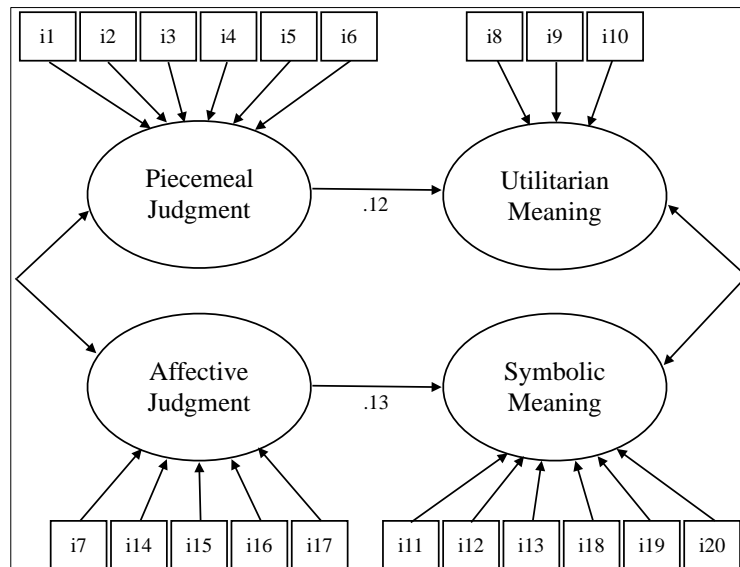 i1 i2 i3 i4 i5 i6 i8 i9 i10
Piecemeal
Judgment
.12
Utilitarian
Meaning
Affective
Judgment
.13
Symbolic
Meaning
i7 i14 i15 i16 i17 i11 i12 i13 i18 i19 i20